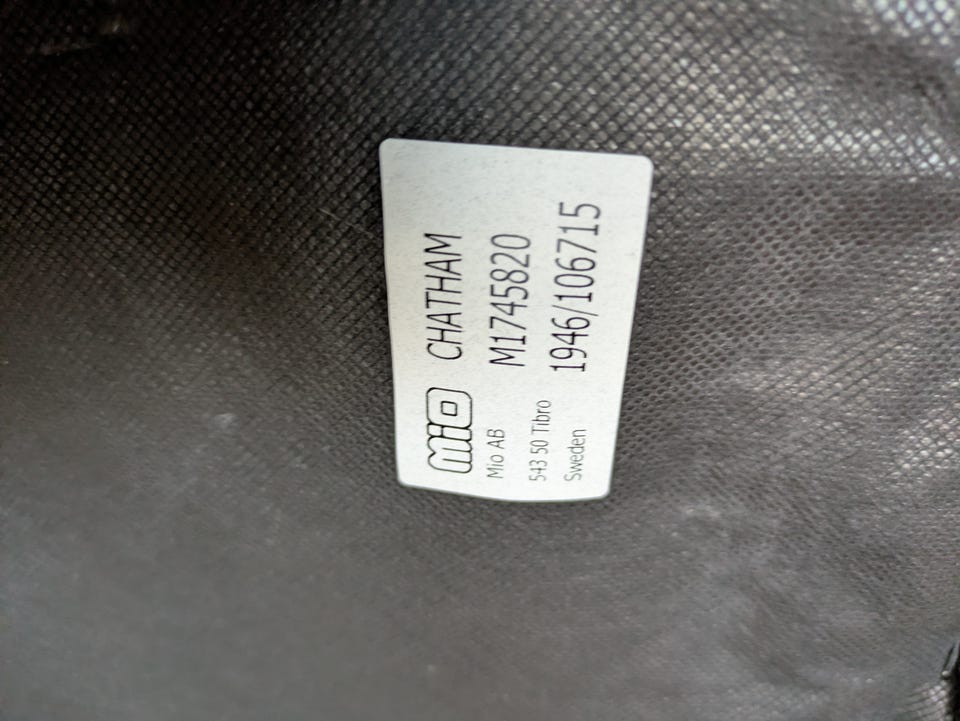 mio CHATHAM
Mio AB M1745820
543 50 Tibro 1946/106715
Sweden